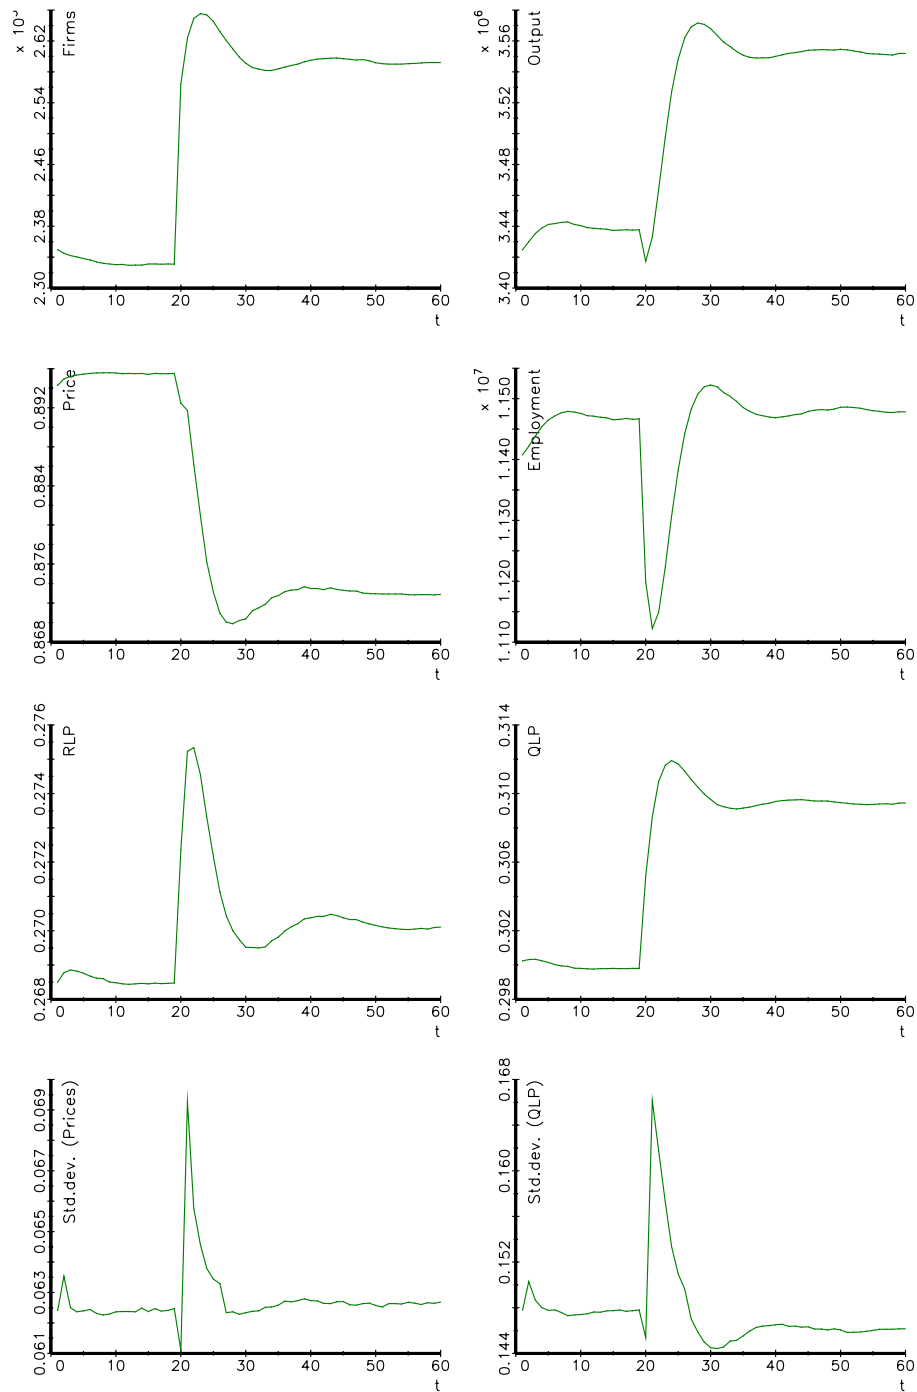 x 10
Firms
2.62
2.54
2.46
2.38
2.30
0 10 20 30 40 50 60
t
x 10^6
Output
3.56
3.52
3.48
3.44
3.40
0 10 20 30 40 50 60
t
Price
0.892
0.884
0.876
0.868
0 10 20 30 40 50 60
t
x 10^7
Employment
1.150
1.140
1.130
1.120
1.110
0 10 20 30 40 50 60
t
RLP
0.276
0.274
0.272
0.270
0.268
0 10 20 30 40 50 60
t
QLP
0.314
0.310
0.306
0.302
0.298
0 10 20 30 40 50 60
t
Std.dev. (Prices)
0.069
0.067
0.065
0.063
0.061
0 10 20 30 40 50 60
t
Std.dev. (QLP)
0.168
0.160
0.152
0.144
0 10 20 30 40 50 60
t